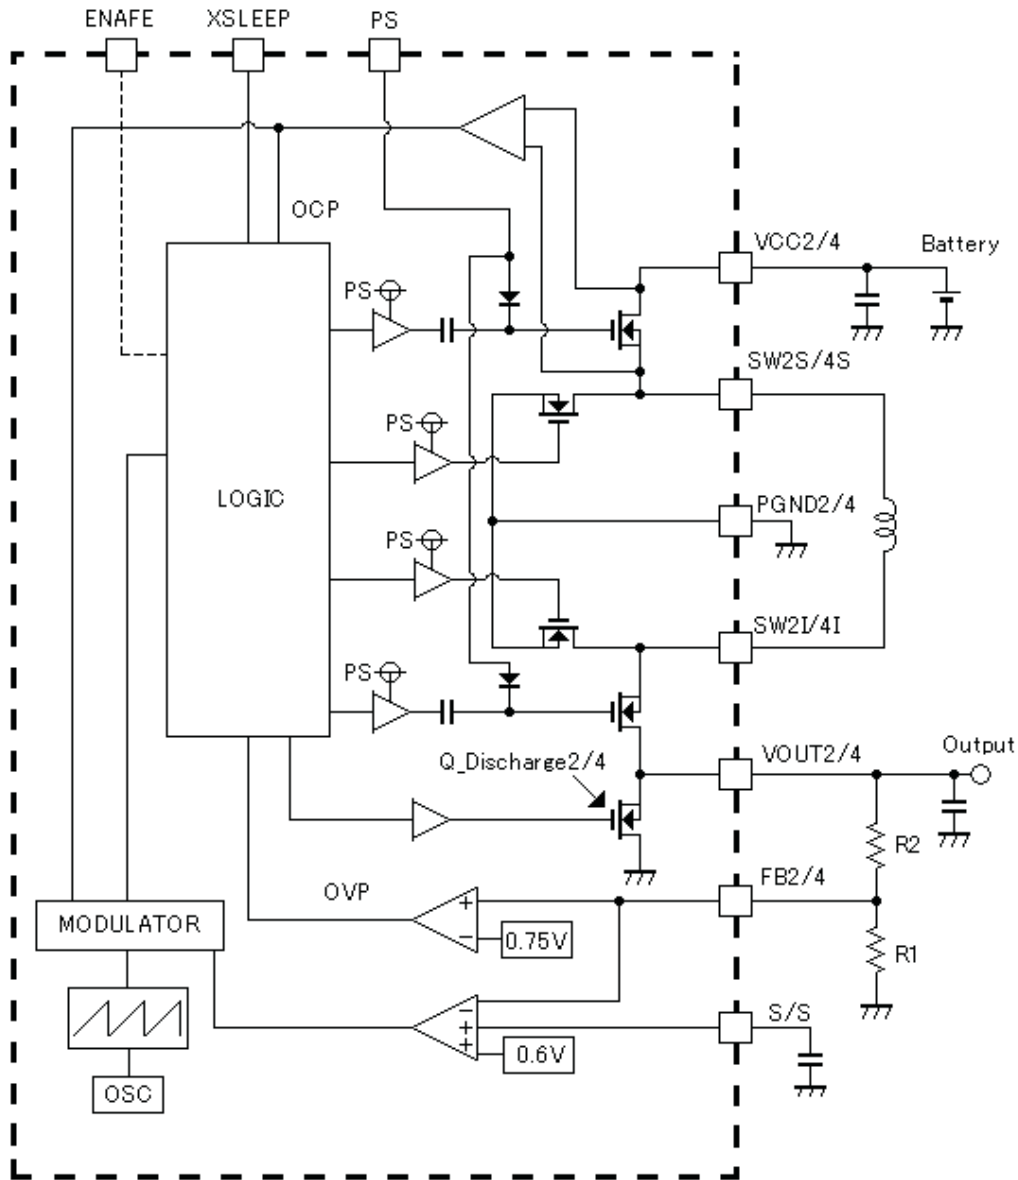 ENAFE XSLEEP PS
OCP
VCC2/4 Battery
PS
SW2S/4S
PS
LOGIC
PGND2/4
PS
SW2I/4I
PS
Q_Discharge2/4
VOUT2/4
Output
R2
OVP
FB2/4
+
MODULATOR
−
0.75V
R1
S/S
−
+
+
0.6V
OSC